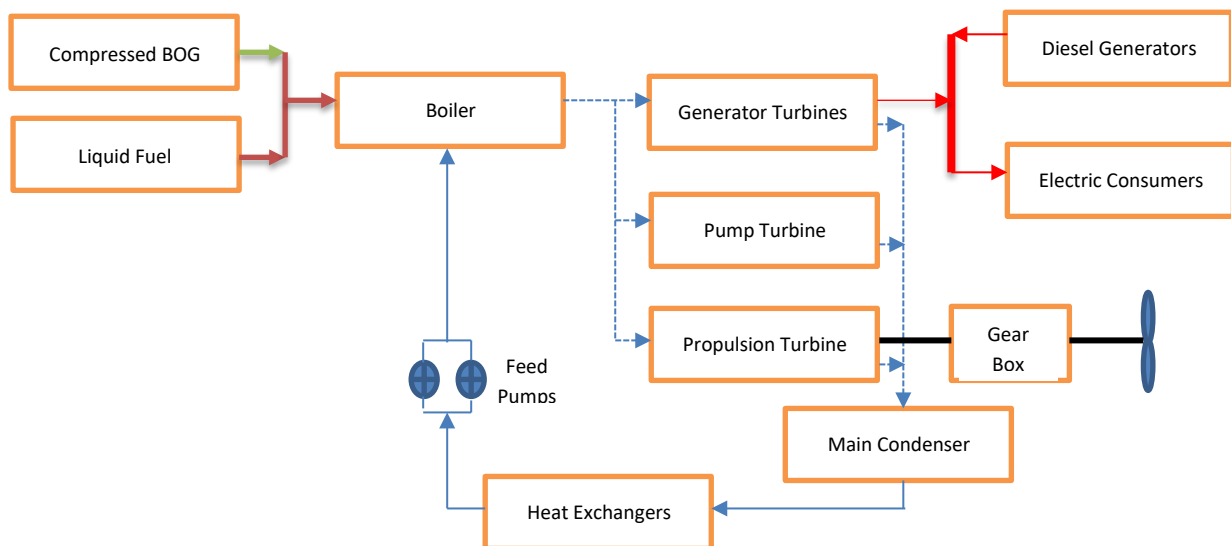 Compressed BOG
Liquid Fuel
Boiler
Generator Turbines
Diesel Generators
Electric Consumers
Pump Turbine
Propulsion Turbine
Gear
Box
Feed
Pumps
Main Condenser
Heat Exchangers